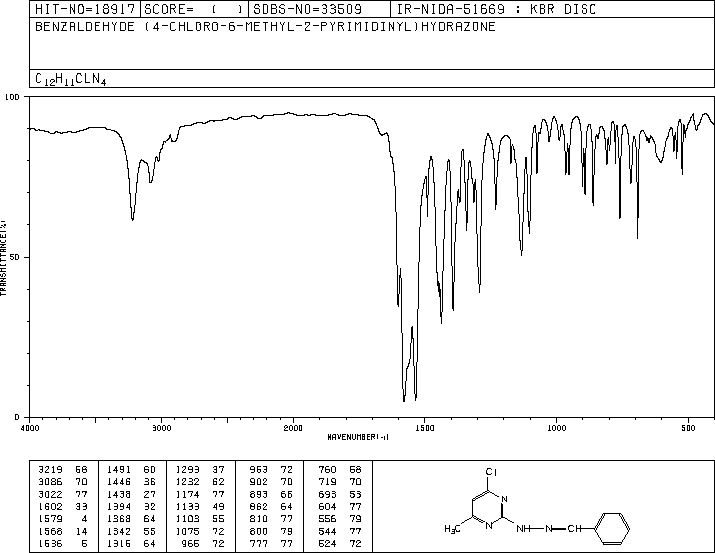 HIT-NO=18917 SCORE= ( ) SDBS-NO=33509 IR-NIDA-51669 : KBR DISC
BENZALDEHYDE (4-CHLORO-6-METHYL-2-PYRIMIDINYL)HYDRAZONE
C12H11CLN4
100
50
0
TRANSMITTANCE(%)
4000 3000 2000 1500 1000 500
WAVENUMBER(-1)
3219 68 1491 60 1293 37 963 72 760 58
3086 70 1446 36 1232 62 902 70 719 70
3022 77 1438 27 1174 77 893 66 693 53
1602 33 1394 32 1133 49 862 64 604 77
1579 4 1368 64 1103 55 810 77 556 79
1568 14 1342 55 1075 72 800 79 544 77
1536 5 1316 64 966 72 777 77 524 72
Cl
N
H3C N NH N CH